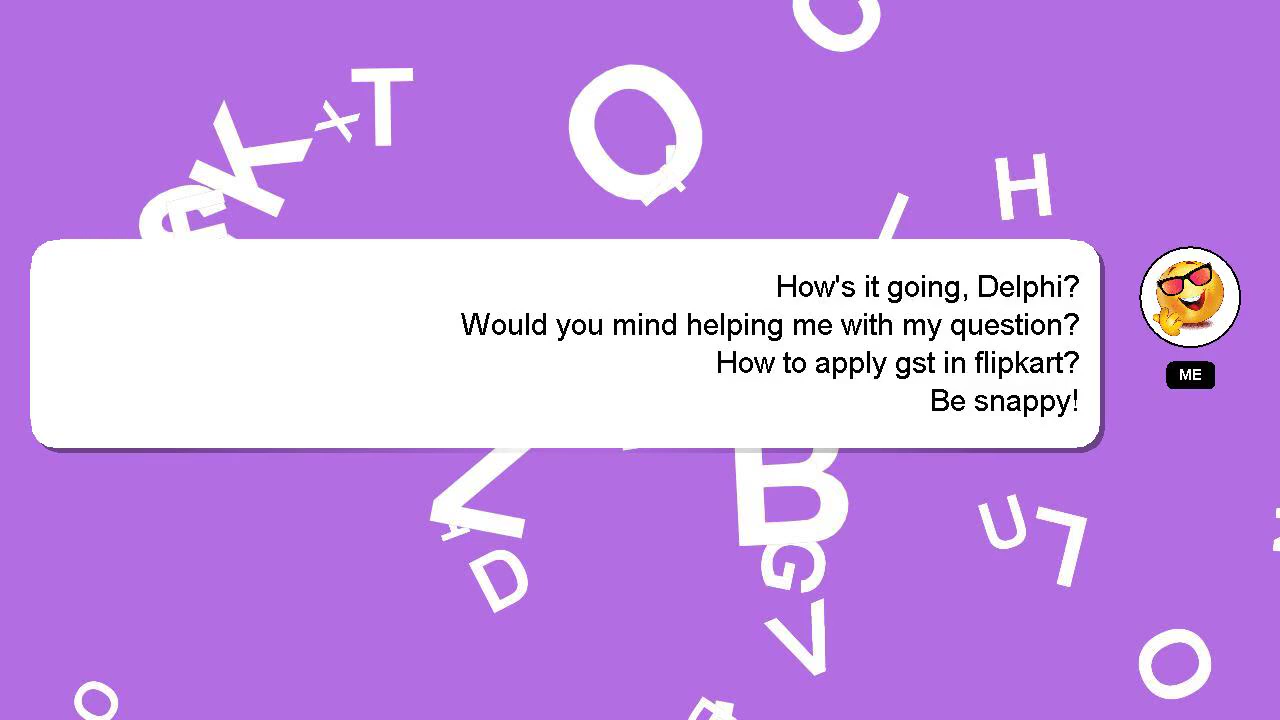 How's it going, Delphi?
Would you mind helping me with my question?
How to apply gst in flipkart?
Be snappy!
ME